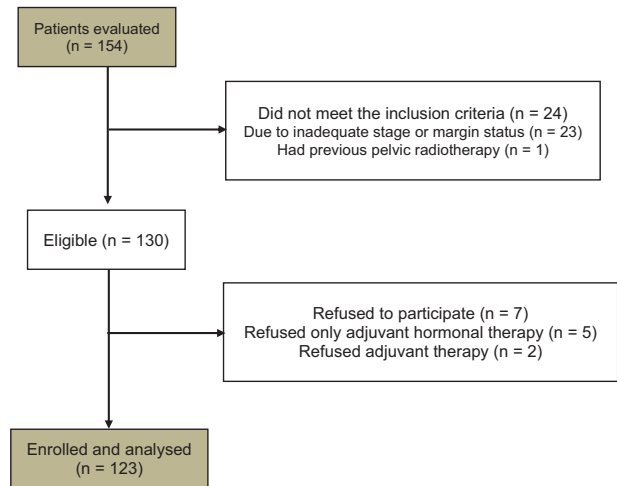 Patients evaluated
(n = 154)
Did not meet the inclusion criteria (n = 24)
Due to inadequate stage or margin status (n = 23)
Had previous pelvic radiotherapy (n = 1)
Eligible (n = 130)
Refused to participate (n = 7)
Refused only adjuvant hormonal therapy (n = 5)
Refused adjuvant therapy (n = 2)
Enrolled and analysed
(n = 123)